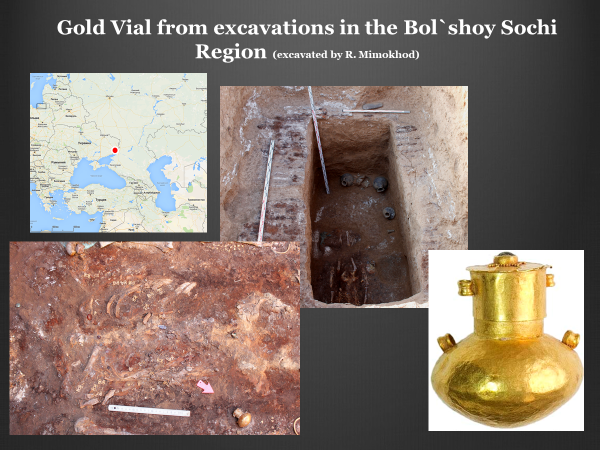 Gold Vial from excavations in the Bol`shoy Sochi
Region (excavated by R. Mimokhod)